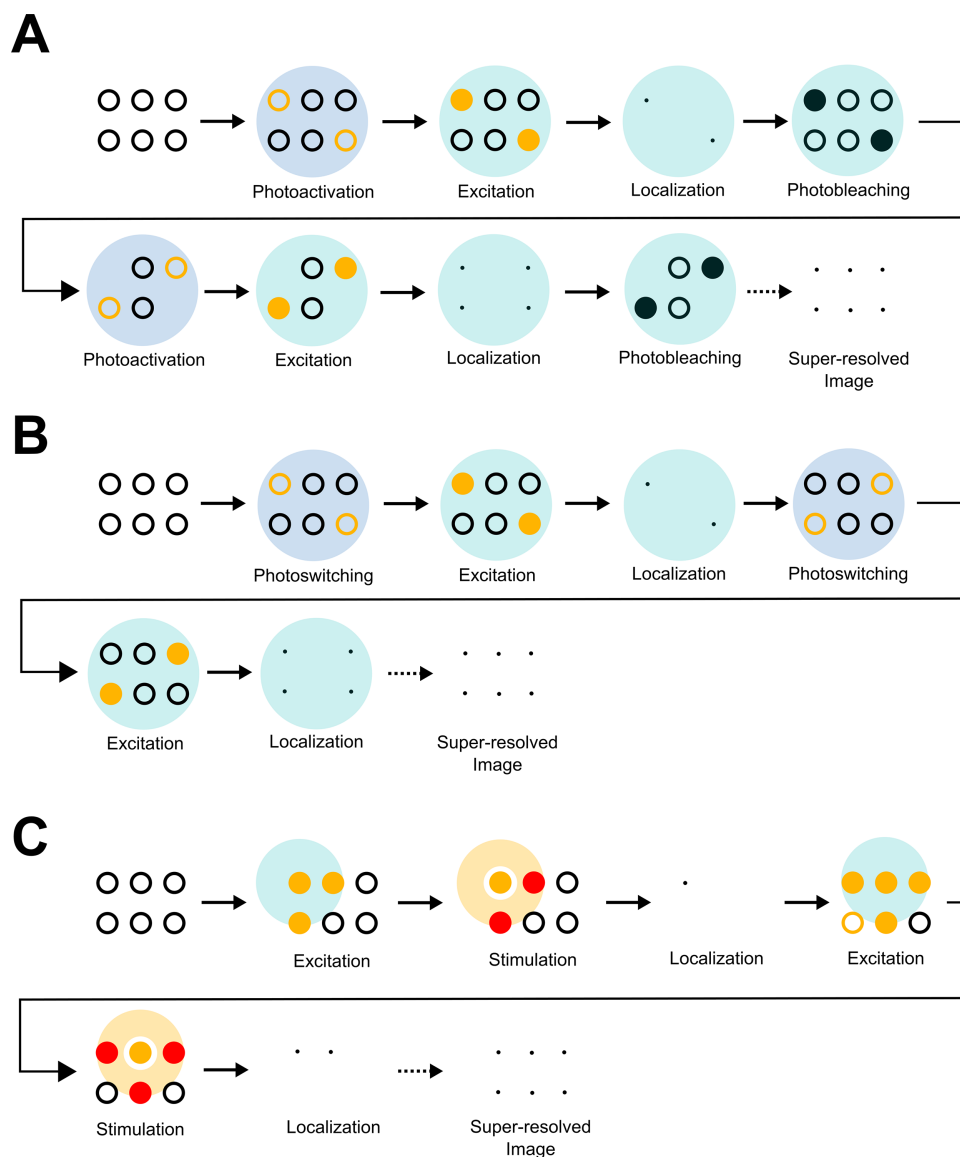 A
Photoactivation
Excitation
Localization
Photobleaching
Photoactivation
Excitation
Localization
Photobleaching
Super-resolved
Image
B
Photoswitching
Excitation
Localization
Photoswitching
Excitation
Localization
Super-resolved
Image
C
Excitation
Stimulation
Localization
Excitation
Stimulation
Localization
Super-resolved
Image